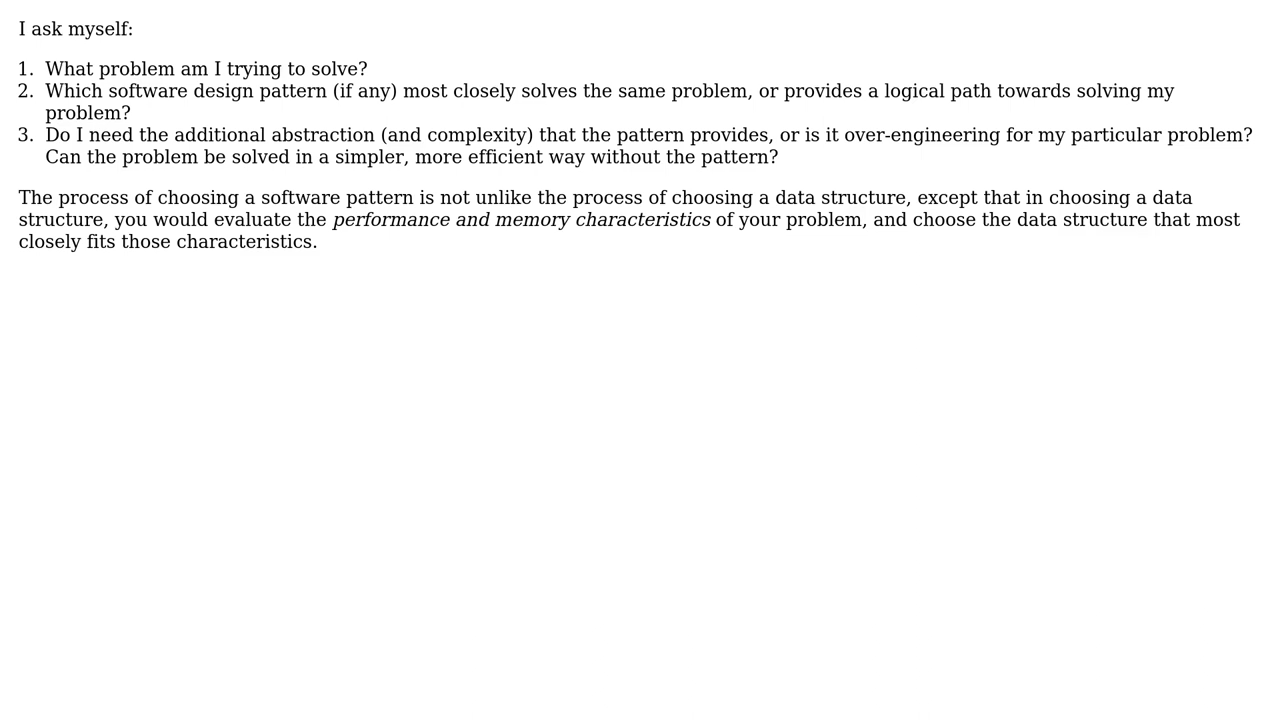 I ask myself:
1. What problem am I trying to solve?
2. Which software design pattern (if any) most closely solves the same problem, or provides a logical path towards solving my
problem?
3. Do I need the additional abstraction (and complexity) that the pattern provides, or is it over-engineering for my particular problem?
Can the problem be solved in a simpler, more efficient way without the pattern?
The process of choosing a software pattern is not unlike the process of choosing a data structure, except that in choosing a data
structure, you would evaluate the performance and memory characteristics of your problem, and choose the data structure that most
closely fits those characteristics.